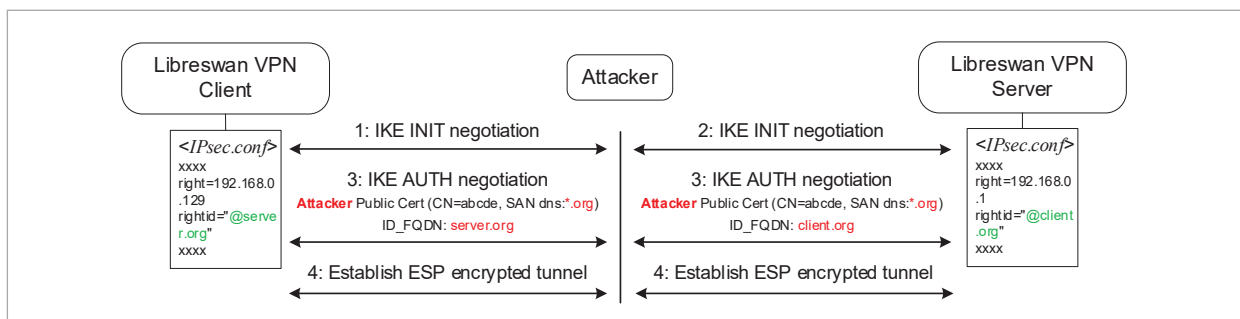 Libreswan VPN
Client
Attacker
Libreswan VPN
Server
<IPsec.conf>
xxxx
right=192.168.0
.129
rightid="@serve
r.org"
xxxx
1: IKE INIT negotiation
3: IKE AUTH negotiation
Attacker Public Cert (CN=abcde, SAN dns:*.org)
ID_FQDN: server.org
4: Establish ESP encrypted tunnel
2: IKE INIT negotiation
3: IKE AUTH negotiation
Attacker Public Cert (CN=abcde, SAN dns:*.org)
ID_FQDN: client.org
4: Establish ESP encrypted tunnel
<IPsec.conf>
xxxx
right=192.168.0
.1
rightid="@client
.org"
xxxx